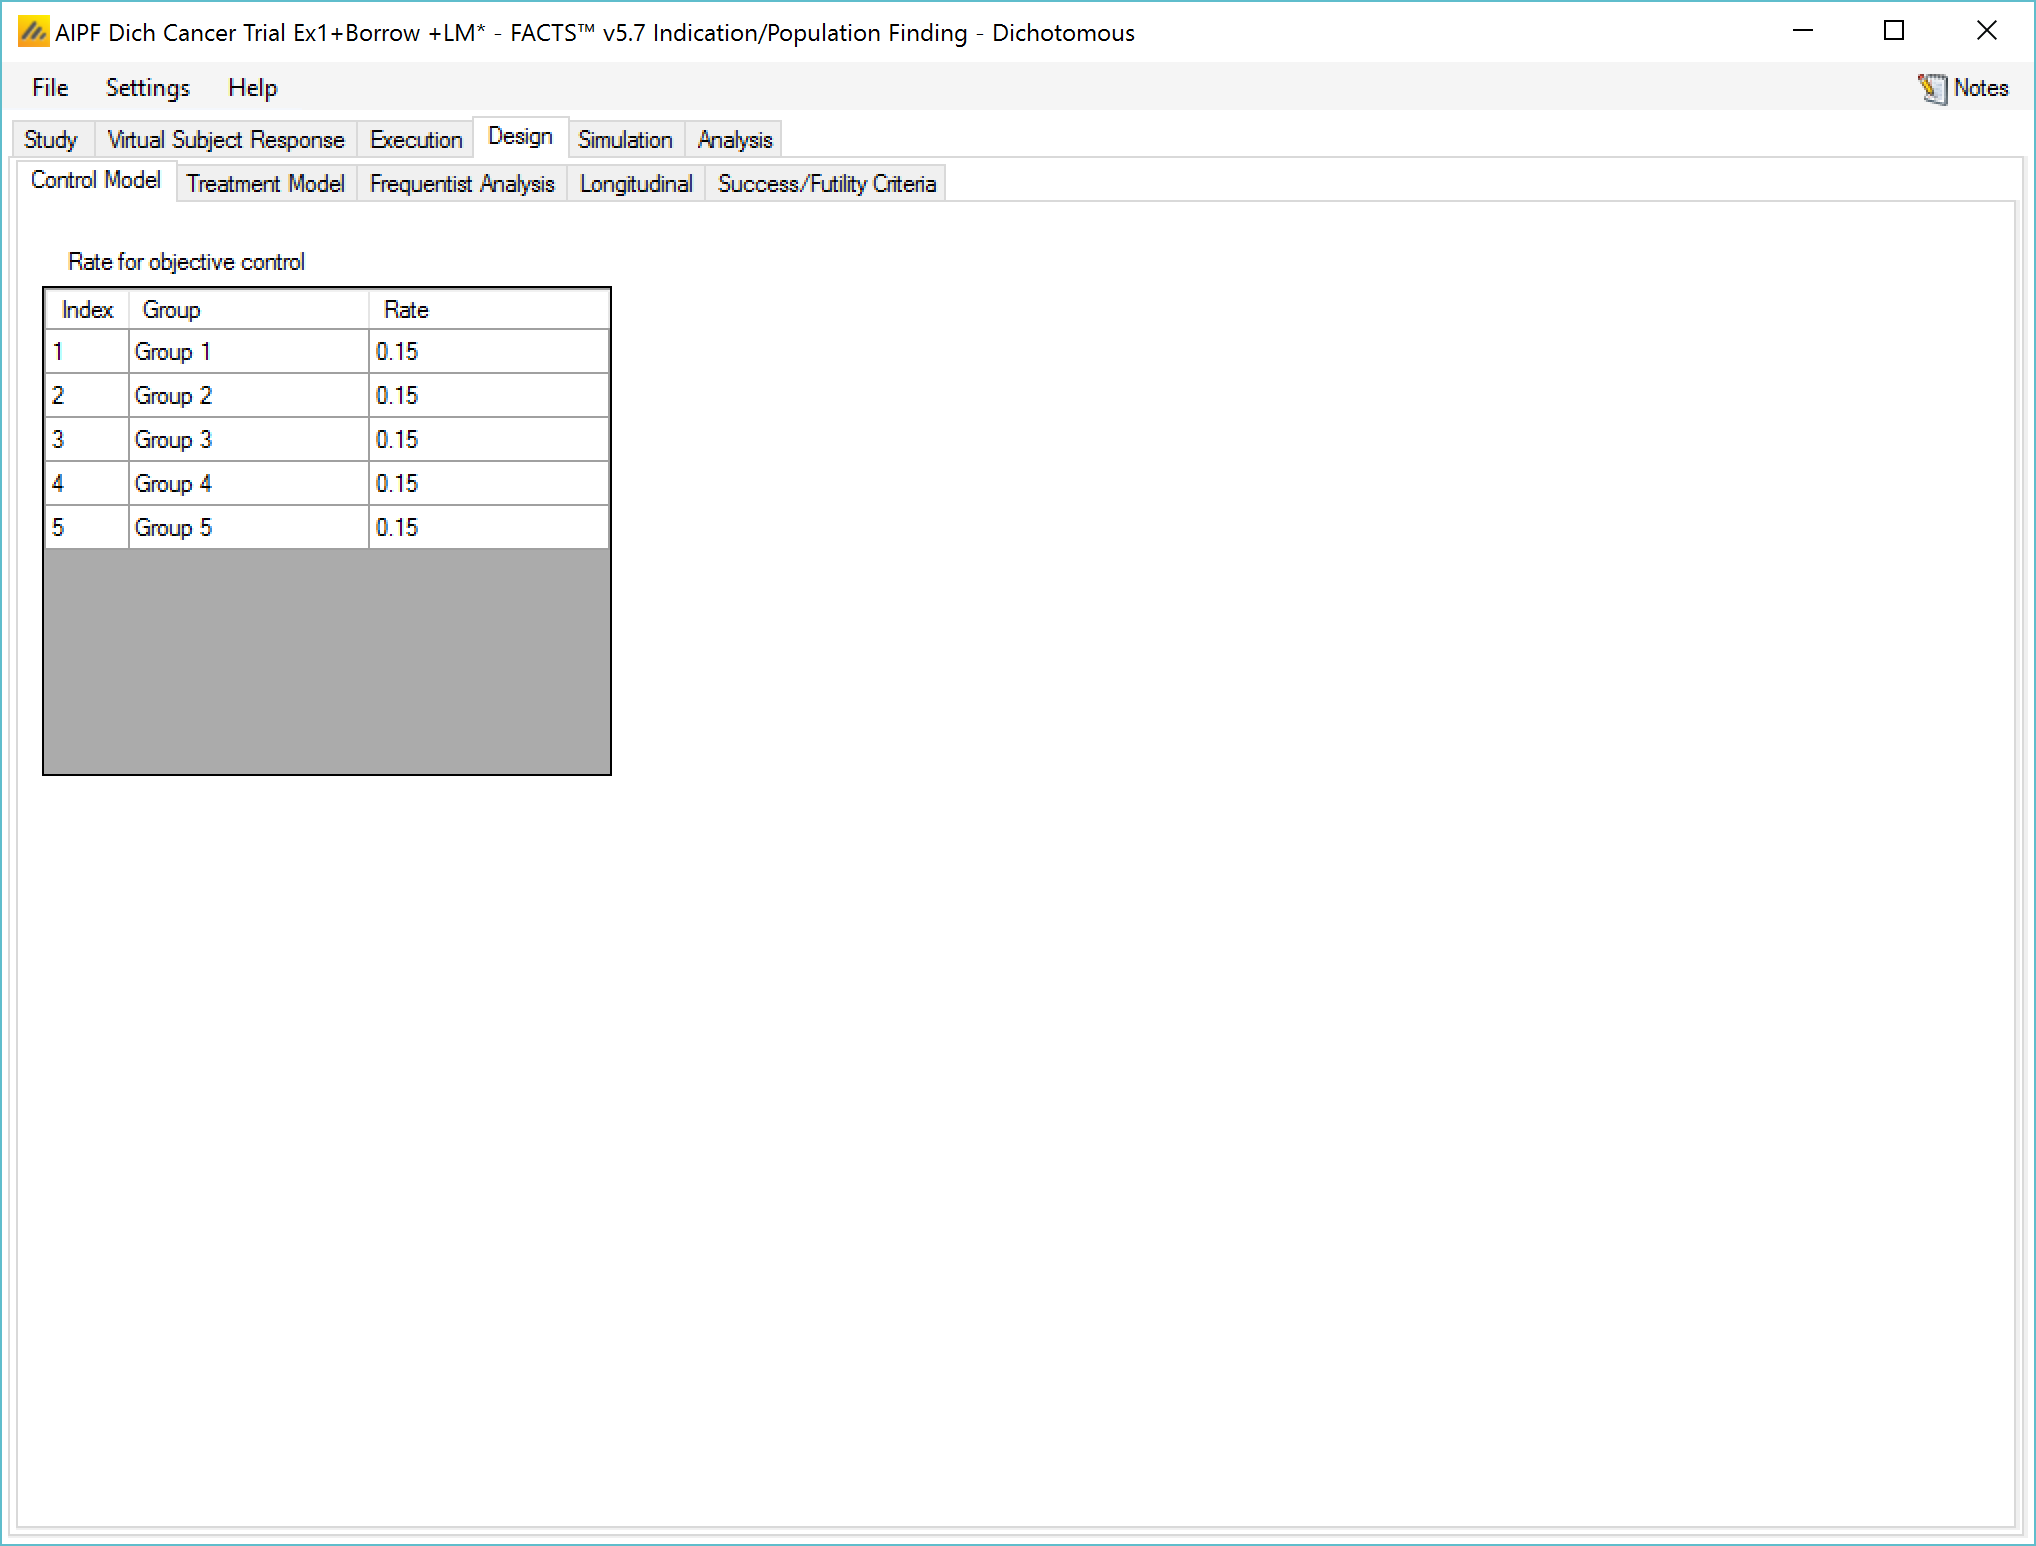 AIPF Dich Cancer Trial Ex1+Borrow +LM* - FACTS™ v5.7 Indication/Population Finding - Dichotomous
File Settings Help Notes
Study Virtual Subject Response Execution Design Simulation Analysis
Control Model Treatment Model Frequentist Analysis Longitudinal Success/Futility Criteria
Rate for objective control
Index Group Rate
1 Group 1 0.15
2 Group 2 0.15
3 Group 3 0.15
4 Group 4 0.15
5 Group 5 0.15